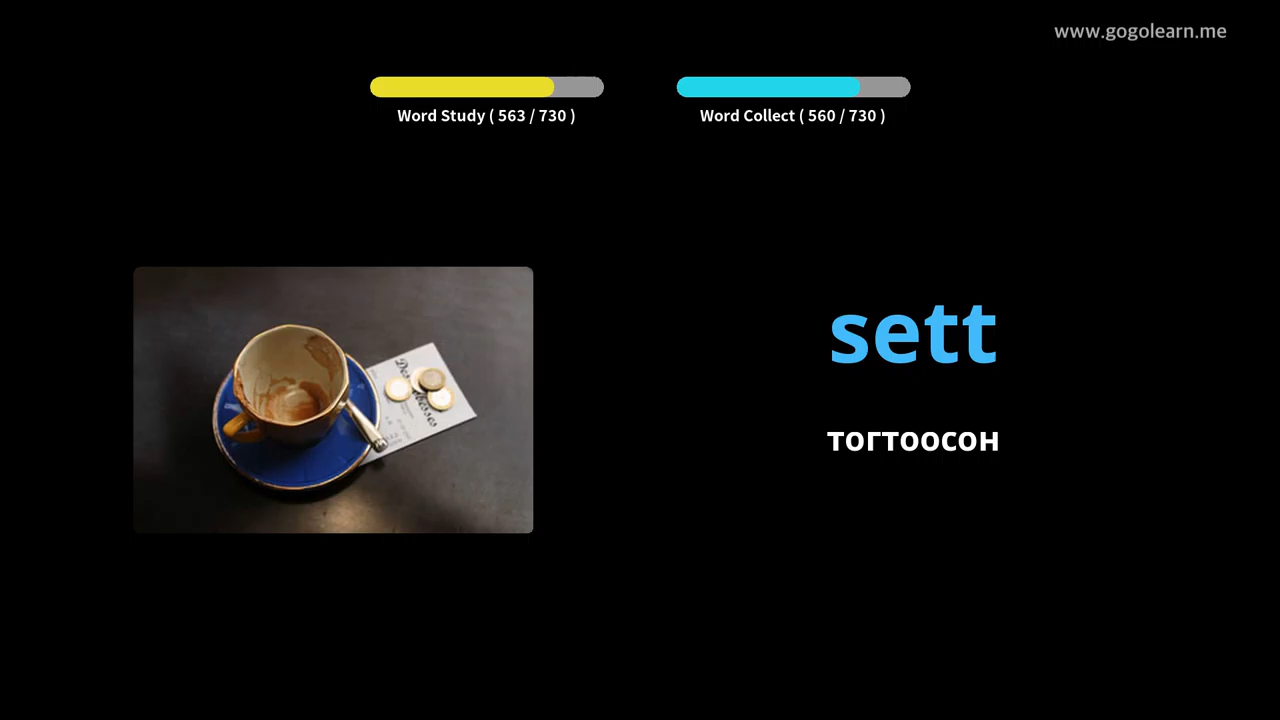 www.gogolearn.me
Word Study ( 563 / 730 )
Word Collect ( 560 / 730 )
sett
тогтоосон